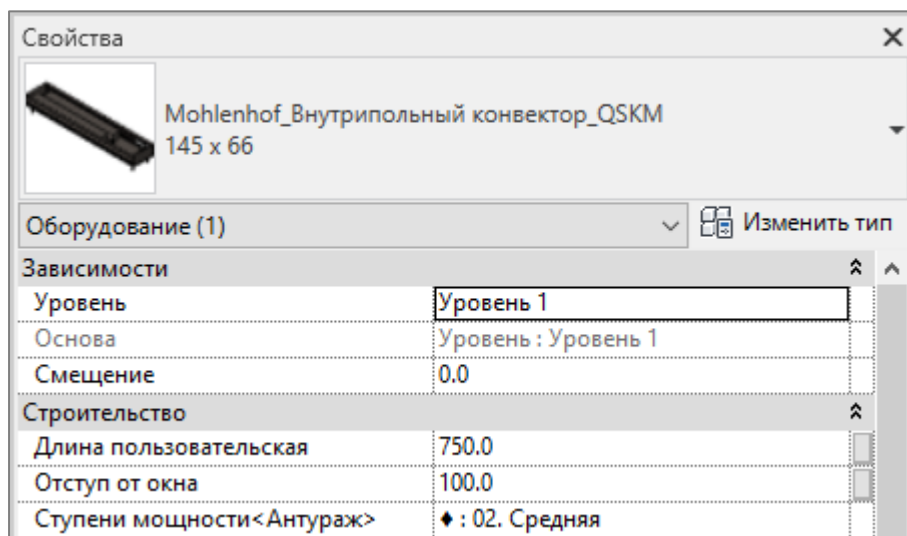 Свойства
Mohlenhof_Внутрипольный конвектор_QSKM
145 x 66
Оборудование (1) Изменить тип
Зависимости
Уровень Уровень 1
Основа Уровень : Уровень 1
Смещение 0.0
Строительство
Длина пользовательская 750.0
Отступ от окна 100.0
Ступени мощности<Антураж> ♦ : 02. Средняя